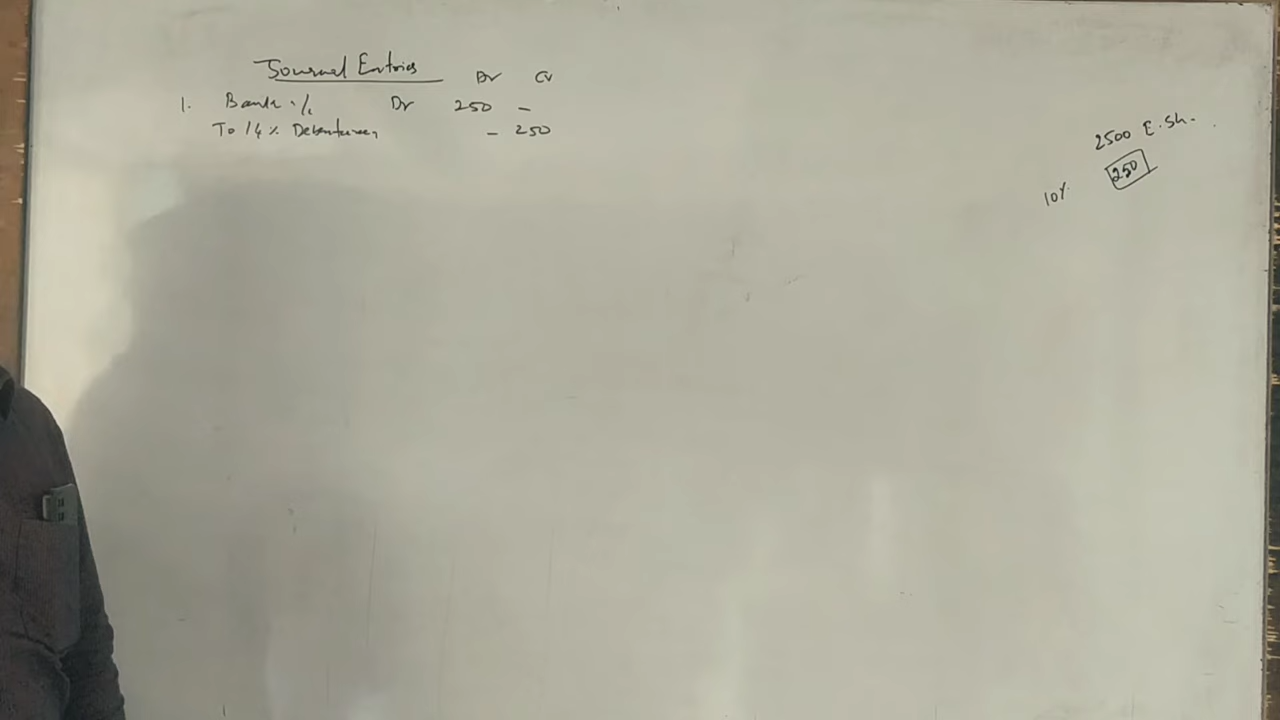 Journal Entries Dr Cr
1. Bank a/c Dr 250 -
To 14% Debentures - 250
2500 E.Sh.
10% 250